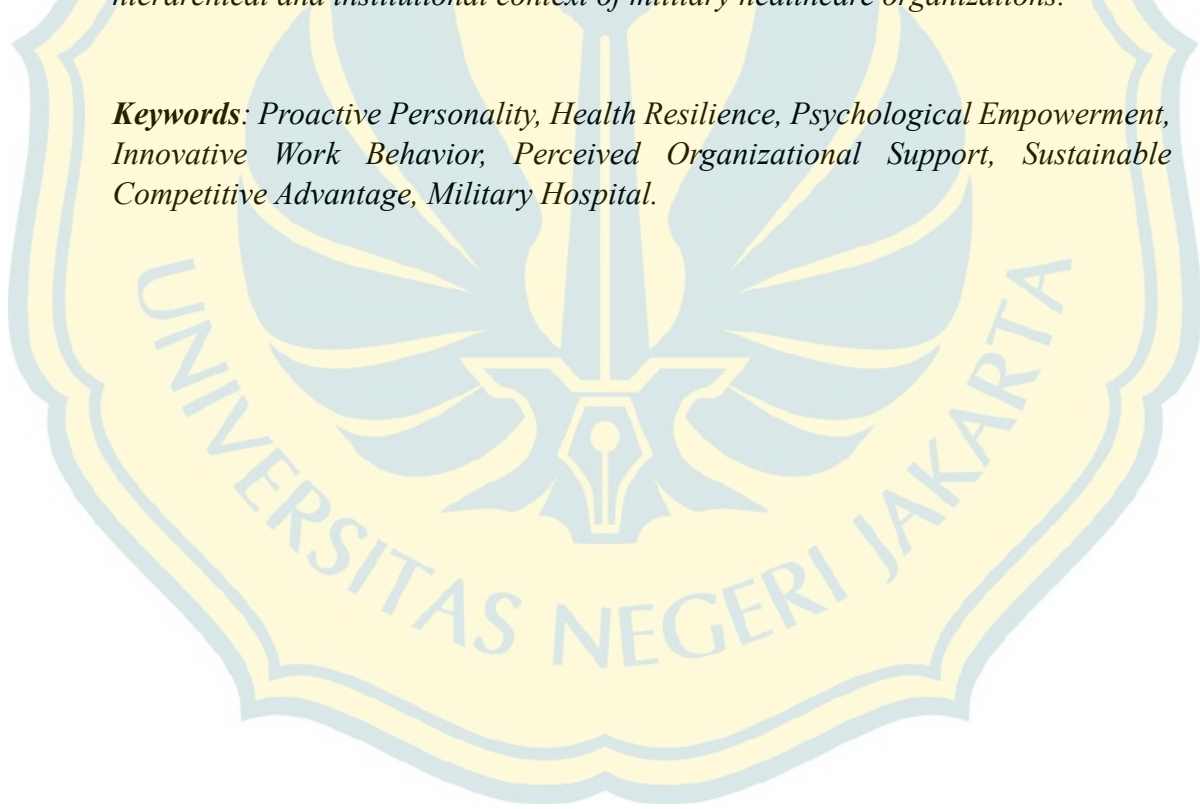 hierarchical and institutional context of military healthcare organizations.
Keywords: Proactive Personality, Health Resilience, Psychological Empowerment,
Innovative Work Behavior, Perceived Organizational Support, Sustainable
Competitive Advantage, Military Hospital.
UNIVERSITAS NEGERI JAKARTA